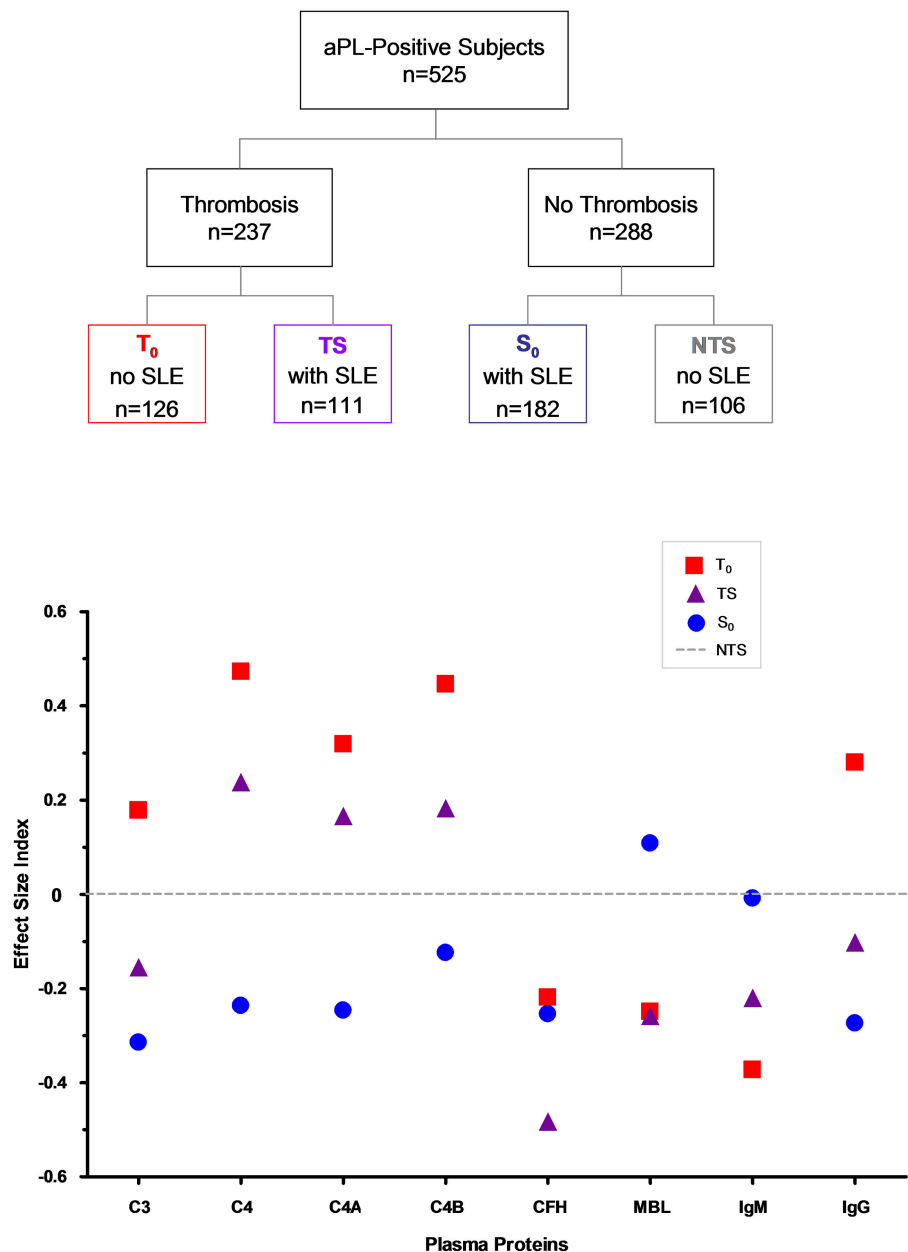 aPL-Positive Subjects
n=525
Thrombosis
n=237
No Thrombosis
n=288
T₀
no SLE
n=126
TS
with SLE
n=111
S₀
with SLE
n=182
NTS
no SLE
n=106
T₀
TS
S₀
NTS
0.6
0.4
0.2
0
-0.2
-0.4
-0.6
Effect Size Index
C3 C4 C4A C4B CFH MBL IgM IgG
Plasma Proteins